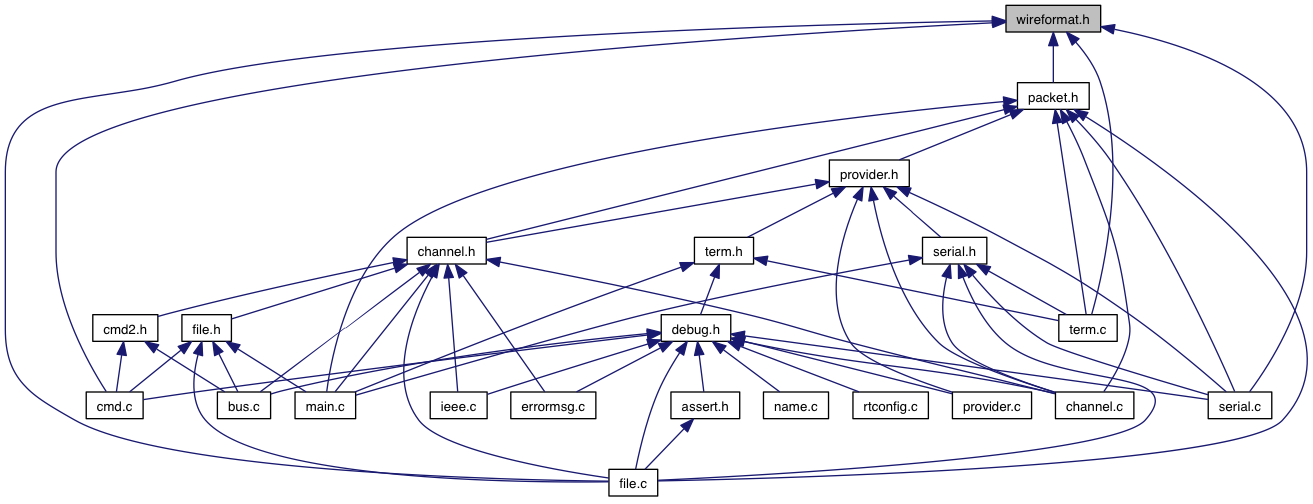 wireformat.h
packet.h
provider.h
channel.h
term.h
serial.h
cmd2.h
file.h
debug.h
term.c
cmd.c
bus.c
main.c
ieee.c
errormsg.c
assert.h
name.c
rtconfig.c
provider.c
channel.c
serial.c
file.c